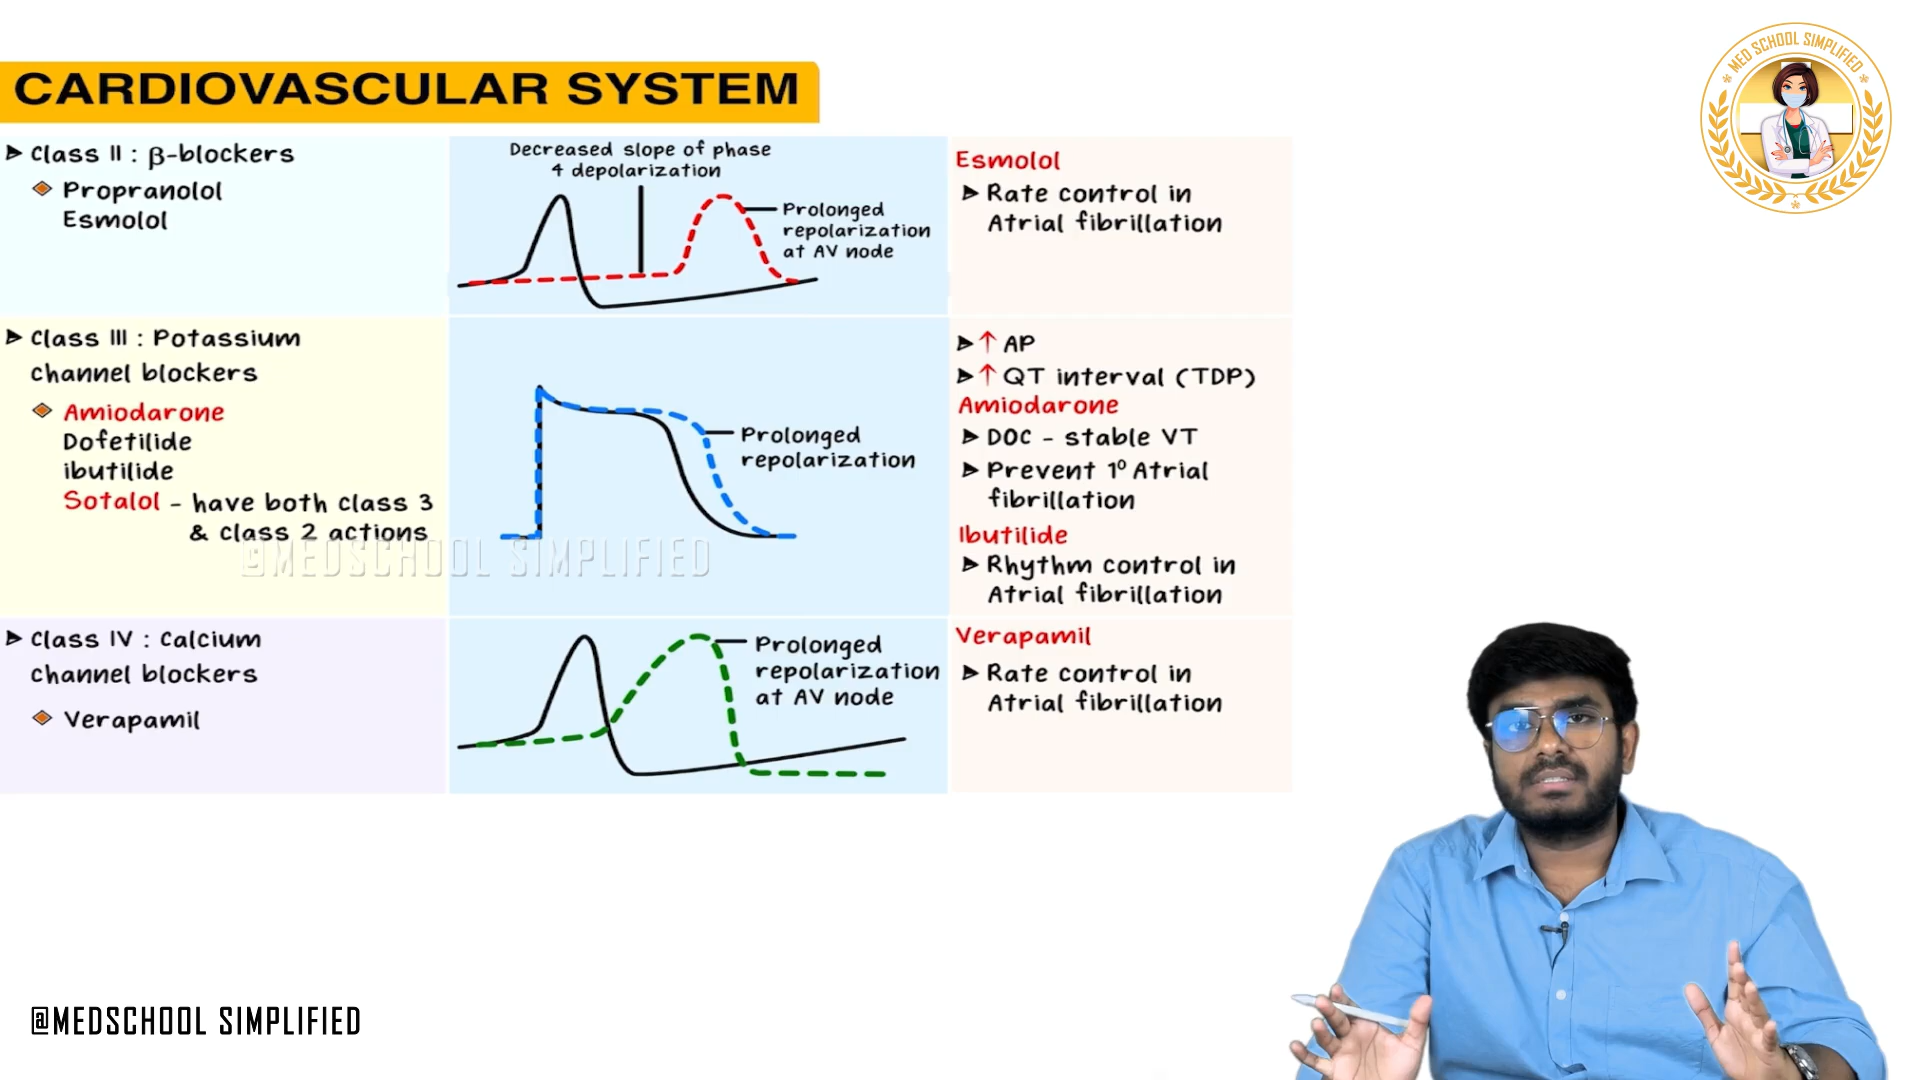 MED SCHOOL SIMPLIFIED
CARDIOVASCULAR SYSTEM
Class II : β-blockers
Propranolol
Esmolol
Decreased slope of phase
4 depolarization
Prolonged
repolarization
at AV node
Esmolol
Rate control in
Atrial fibrillation
Class III : Potassium
channel blockers
Amiodarone
Dofetilide
ibutilide
Sotalol - have both class 3
& class 2 actions
Prolonged
repolarization
↑ AP
↑ QT interval (TDP)
Amiodarone
DOC - stable VT
Prevent 1⁰ Atrial
fibrillation
Ibutilide
Rhythm control in
Atrial fibrillation
@MEDSCHOOL SIMPLIFIED
Class IV : Calcium
channel blockers
Verapamil
Prolonged
repolarization
at AV node
Verapamil
Rate control in
Atrial fibrillation
@MEDSCHOOL SIMPLIFIED